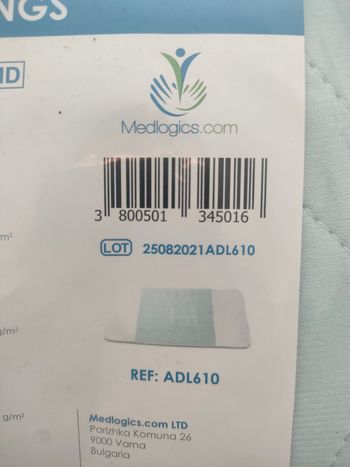 NGS
Medlogics.com
3 800501 345016
LOT 25082021ADL610
m²
g/m²
REF: ADL610
g/m²
Medlogics.com LTD
Parizhka Komuna 26
9000 Varna
Bulgaria